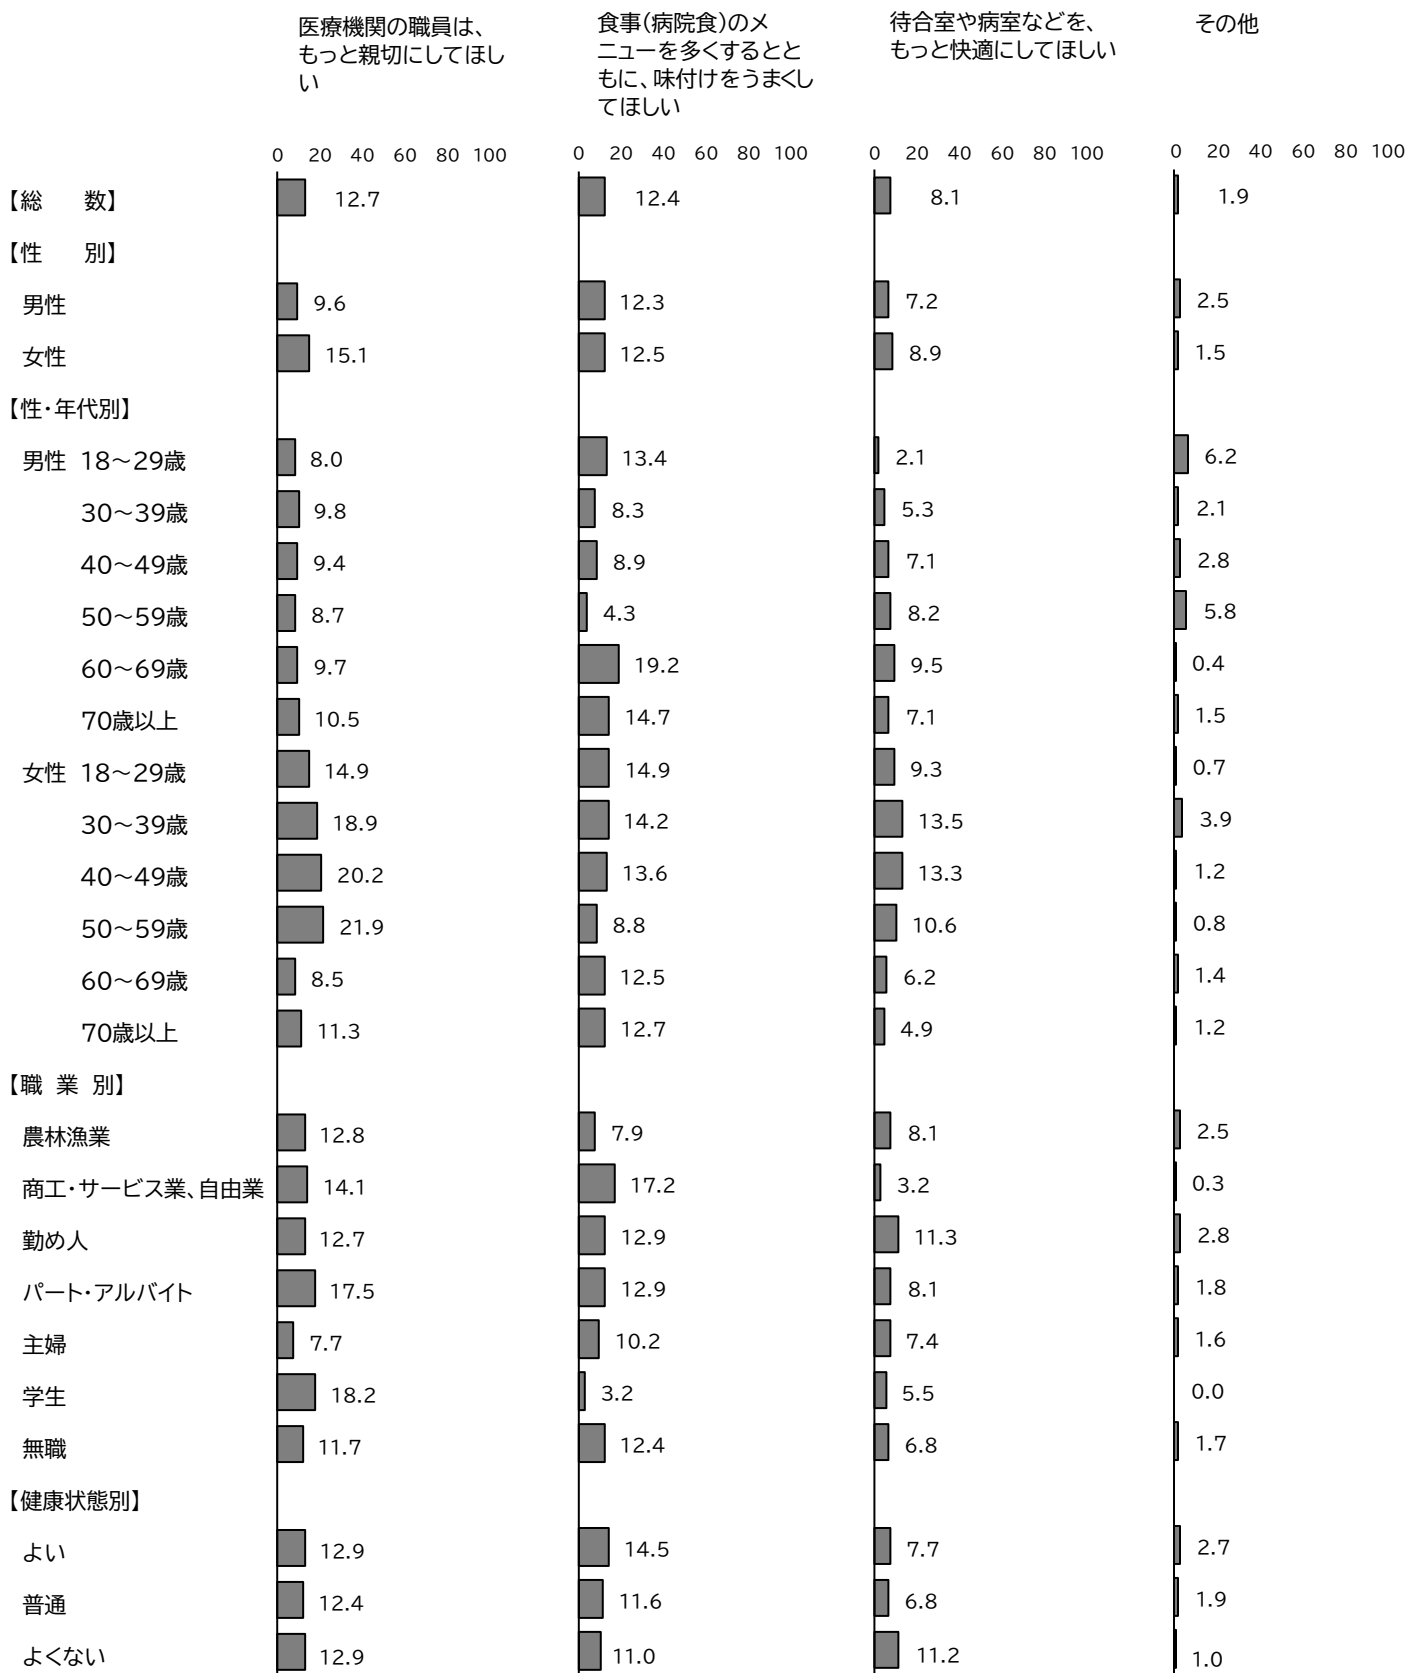 医療機関の職員は、
もっと親切にしてほし
い
食事(病院食)のメ
ニューを多くするとと
もに、味付けをうまくし
てほしい
待合室や病室などを、
もっと快適にしてほしい
その他
0 20 40 60 80 100 0 20 40 60 80 100 0 20 40 60 80 100 0 20 40 60 80 100
【総　　数】 12.7 12.4 8.1 1.9
【性　　別】
男性 9.6 12.3 7.2 2.5
女性 15.1 12.5 8.9 1.5
【性・年代別】
男性 18～29歳 8.0 13.4 2.1 6.2
30～39歳 9.8 8.3 5.3 2.1
40～49歳 9.4 8.9 7.1 2.8
50～59歳 8.7 4.3 8.2 5.8
60～69歳 9.7 19.2 9.5 0.4
70歳以上 10.5 14.7 7.1 1.5
女性 18～29歳 14.9 14.9 9.3 0.7
30～39歳 18.9 14.2 13.5 3.9
40～49歳 20.2 13.6 13.3 1.2
50～59歳 21.9 8.8 10.6 0.8
60～69歳 8.5 12.5 6.2 1.4
70歳以上 11.3 12.7 4.9 1.2
【職 業 別】
農林漁業 12.8 7.9 8.1 2.5
商工・サービス業、自由業 14.1 17.2 3.2 0.3
勤め人 12.7 12.9 11.3 2.8
パート・アルバイト 17.5 12.9 8.1 1.8
主婦 7.7 10.2 7.4 1.6
学生 18.2 3.2 5.5 0.0
無職 11.7 12.4 6.8 1.7
【健康状態別】
よい 12.9 14.5 7.7 2.7
普通 12.4 11.6 6.8 1.9
よくない 12.9 11.0 11.2 1.0